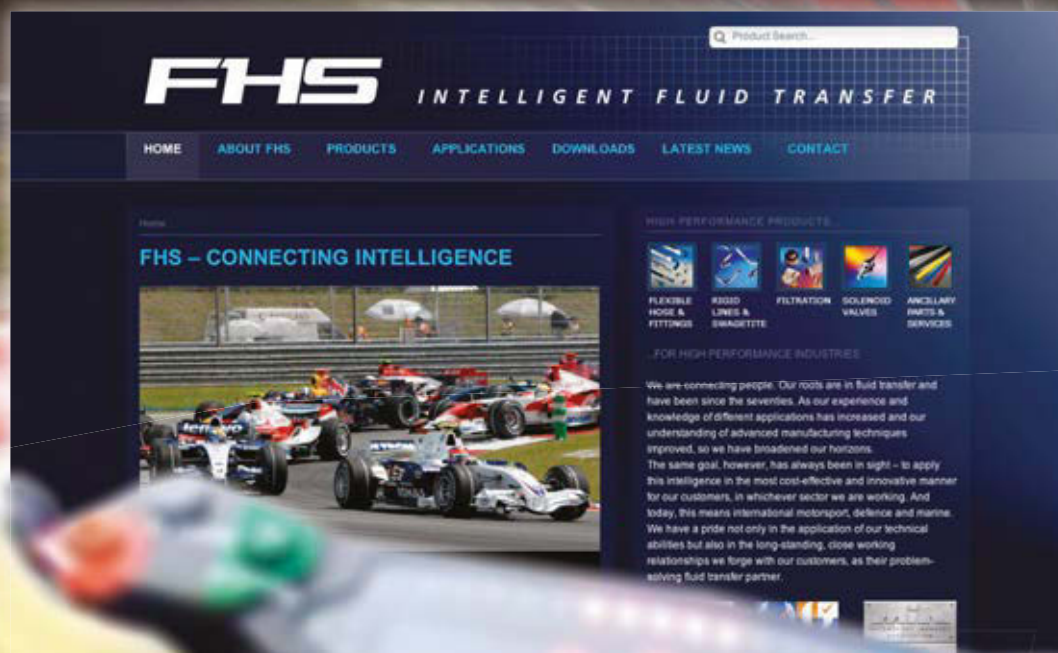 Product Search...
FHS
INTELLIGENT FLUID TRANSFER
HOME ABOUT FHS PRODUCTS APPLICATIONS DOWNLOADS LATEST NEWS CONTACT
Home
FHS – CONNECTING INTELLIGENCE
lenovo
HIGH PERFORMANCE PRODUCTS...
FLEXIBLE
HOSE &
FITTINGS
RIGID
LINES &
SWAGETITE
FILTRATION
SOLENOID
VALVES
ANCILLARY
PARTS &
SERVICES
...FOR HIGH PERFORMANCE INDUSTRIES
We are connecting people. Our roots are in fluid transfer and
have been since the seventies. As our experience and
knowledge of different applications has increased and our
understanding of advanced manufacturing techniques
improved, so we have broadened our horizons.
The same goal, however, has always been in sight – to apply
this intelligence in the most cost-effective and innovative manner
for our customers, in whichever sector we are working. And
today, this means international motorsport, defence and marine.
We have a pride not only in the application of our technical
abilities but also in the long-standing, close working
relationships we forge with our customers, as their problem-
solving fluid transfer partner.